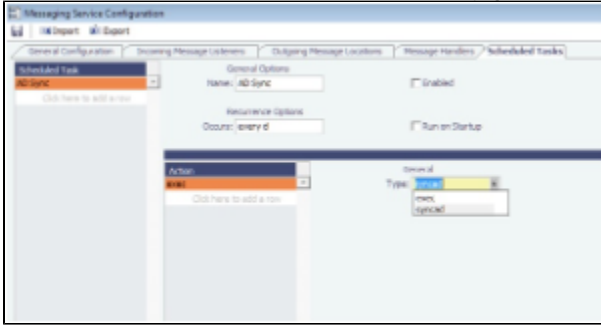 Messaging Service Configuration
Import Export
General Configuration Incoming Message Listeners Outgoing Message Locations Message Handlers Scheduled Tasks
Scheduled Task General Options
AD Sync Name: AD Sync Enabled
Click here to add a row
Recurrence Options
Occurs: every d Run on Startup
Action General
exec Type: syncad
Click here to add a row exec
syncad